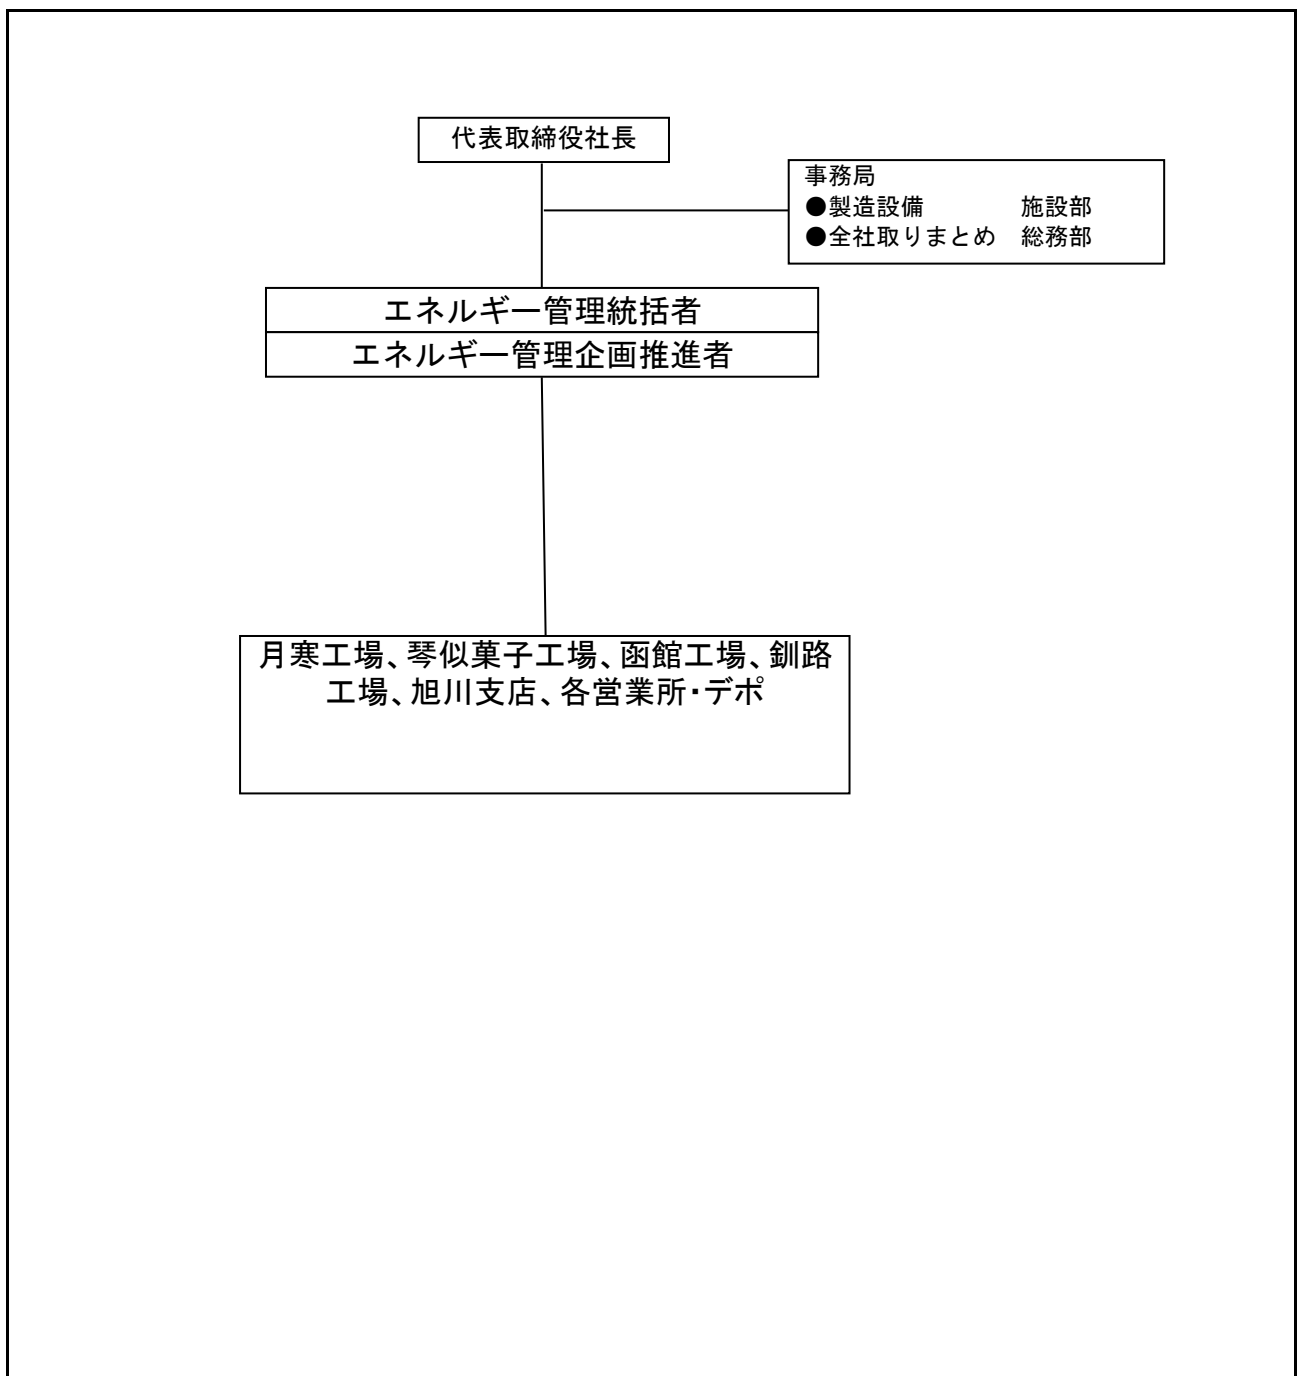 代表取締役社長
事務局
●製造設備　　　　施設部
●全社取りまとめ　総務部
エネルギー管理統括者
エネルギー管理企画推進者
月寒工場、琴似菓子工場、函館工場、釧路
工場、旭川支店、各営業所・デポ